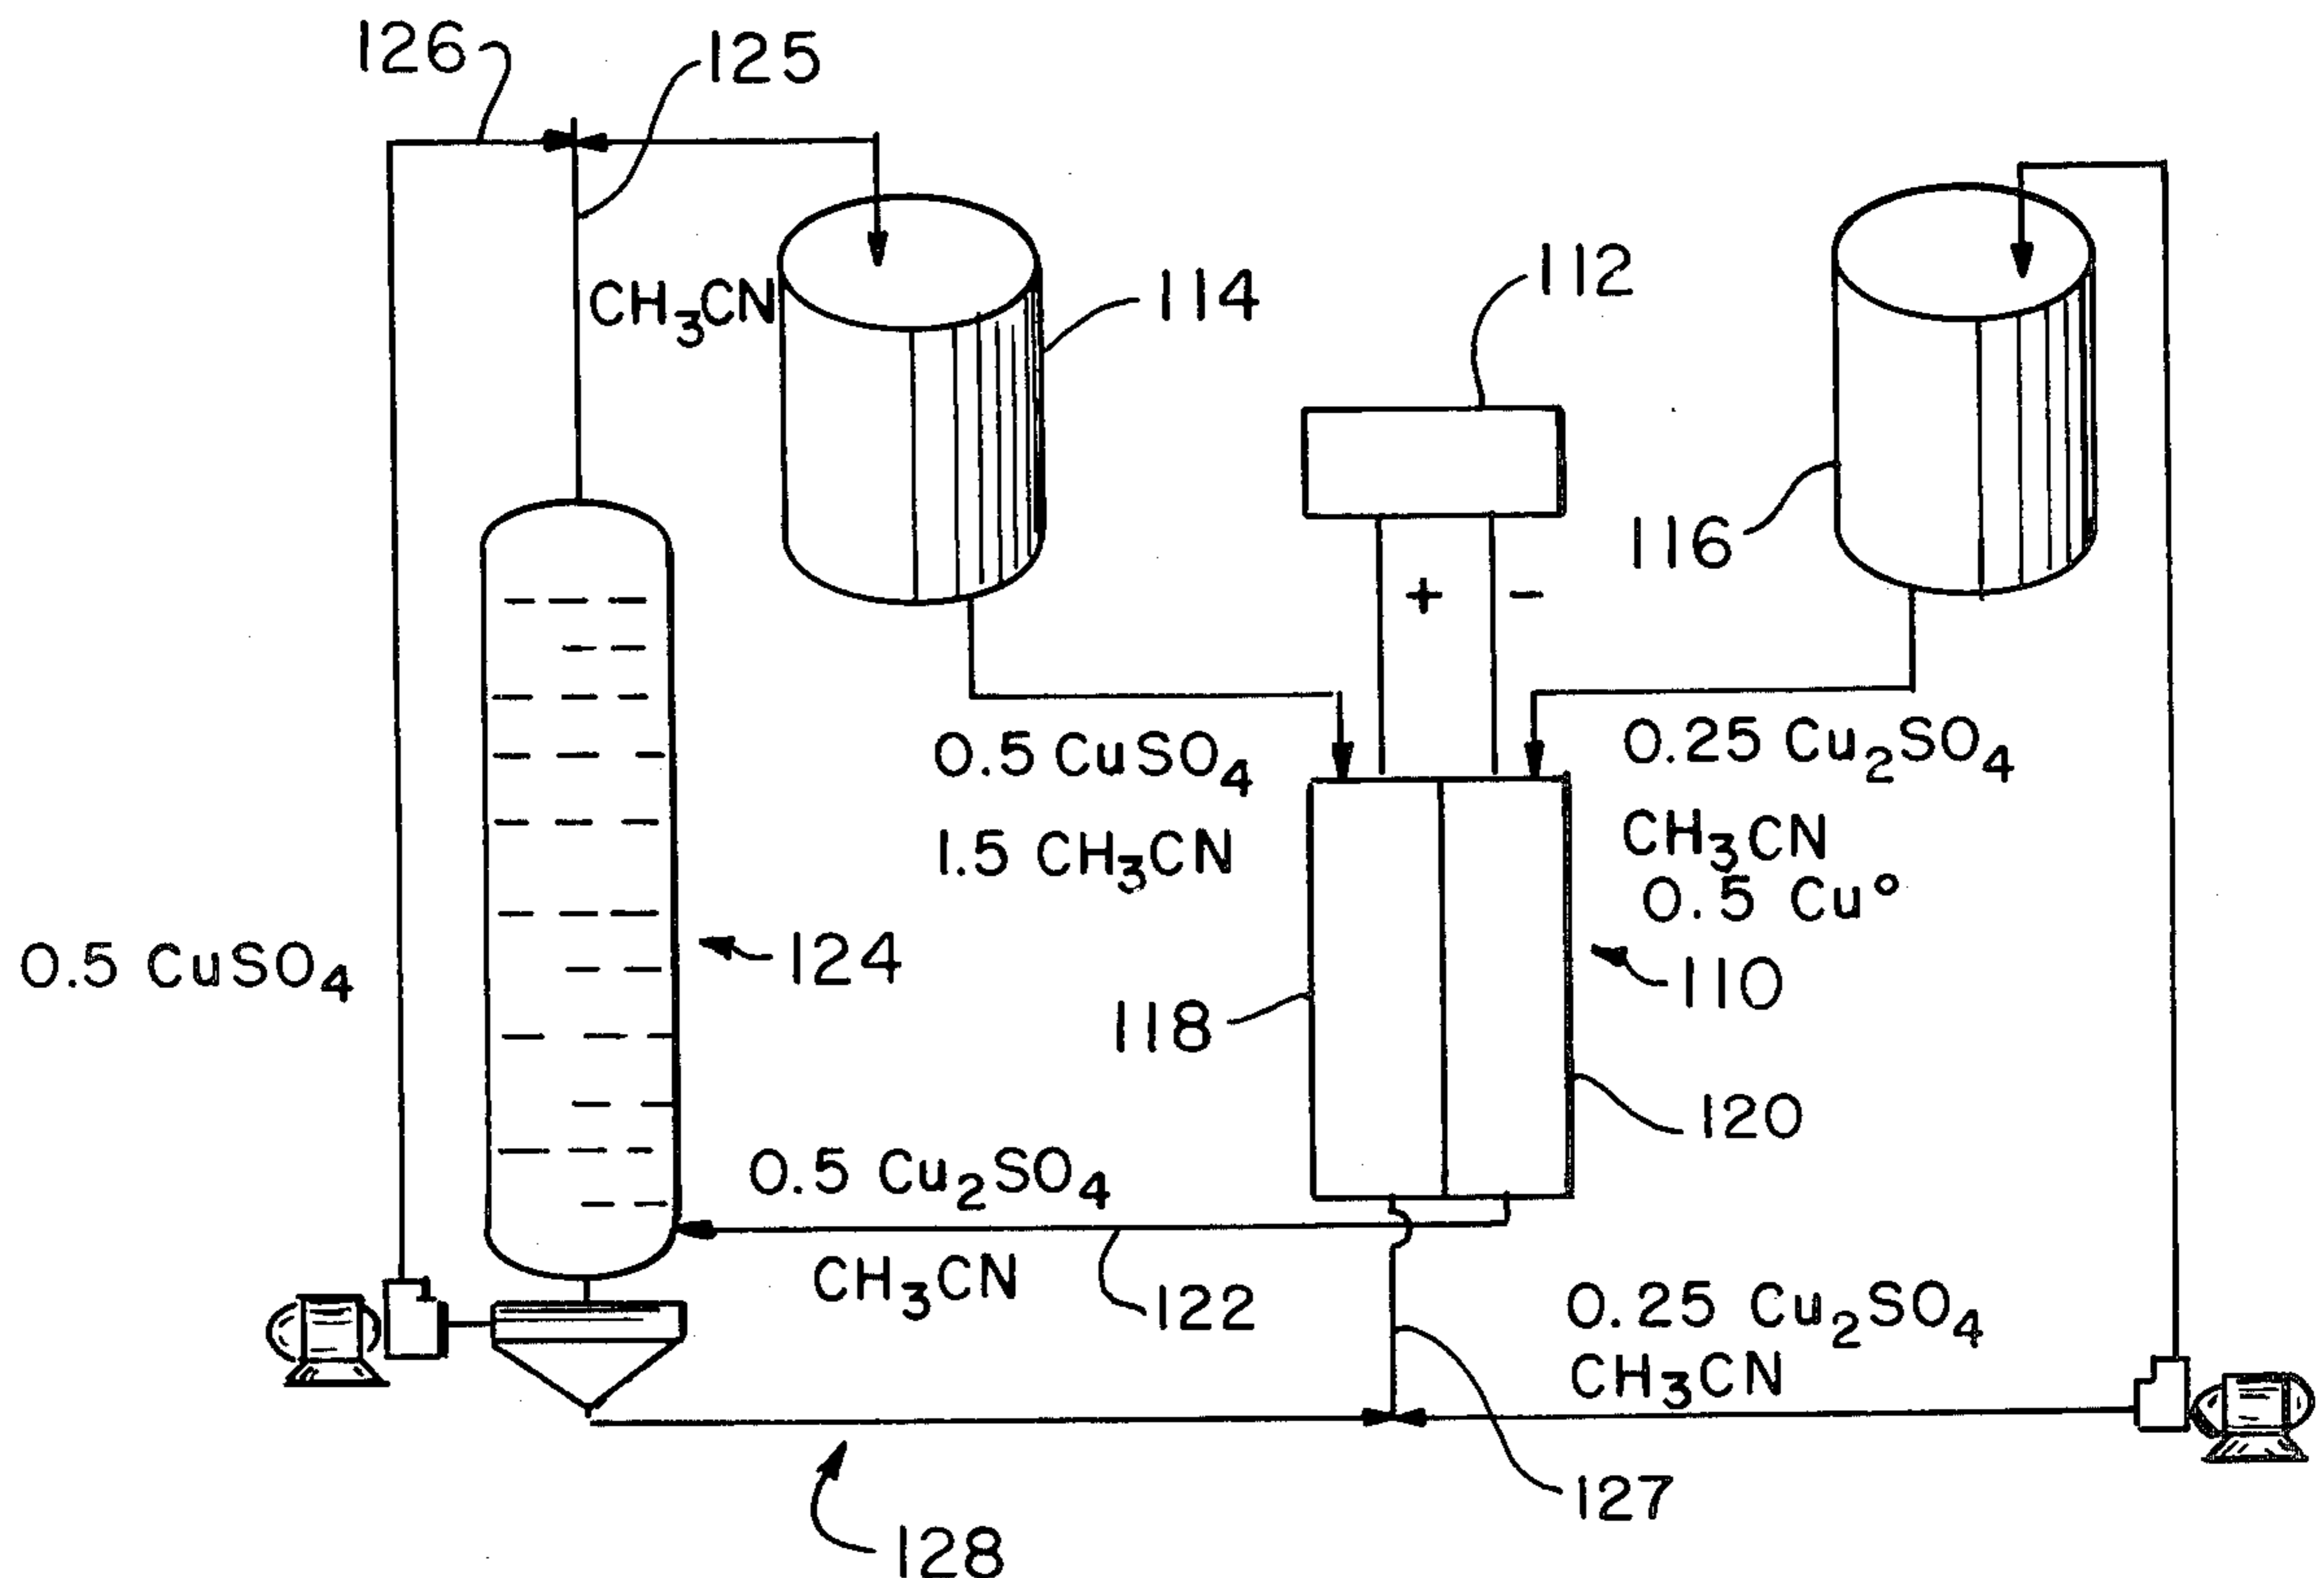 126
125
CH₃CN
114
112
116
+ −
0.5 CuSO₄
1.5 CH₃CN
0.25 Cu₂SO₄
CH₃CN
0.5 Cu°
0.5 CuSO₄
124
110
118
120
0.5 Cu₂SO₄
CH₃CN
122
0.25 Cu₂SO₄
CH₃CN
127
128